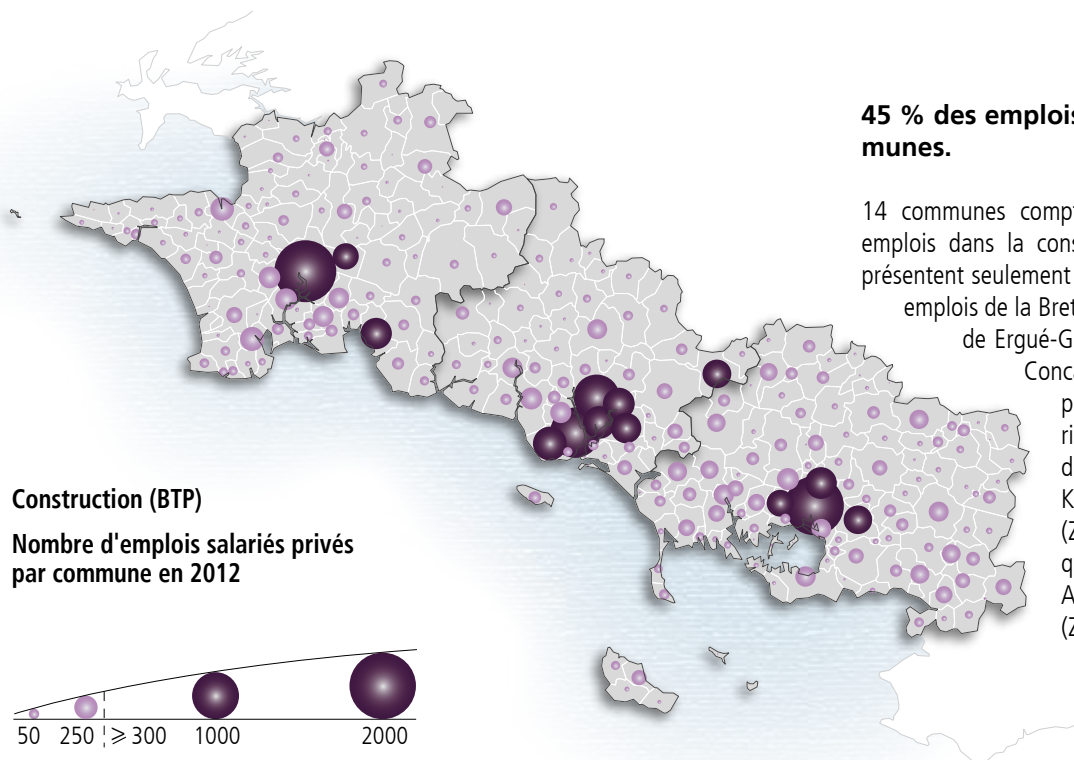 45 % des emplois
munes.
14 communes compt
emplois dans la cons
présentent seulement
emplois de la Bret
de Ergué-G
Conca
p
ri
d
K
(Z
q
A
(Z
Construction (BTP)
Nombre d'emplois salariés privés
par commune en 2012
50 250 ⩾ 300 1000 2000